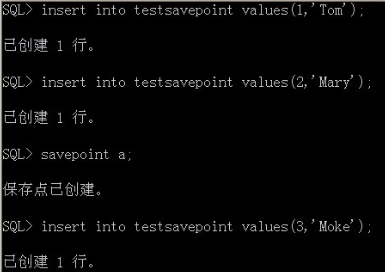 SQL> insert into testsavepoint values(1,'Tom');
已创建 1 行。
SQL> insert into testsavepoint values(2,'Mary');
已创建 1 行。
SQL> savepoint a;
保存点已创建。
SQL> insert into testsavepoint values(3,'Moke');
已创建 1 行。